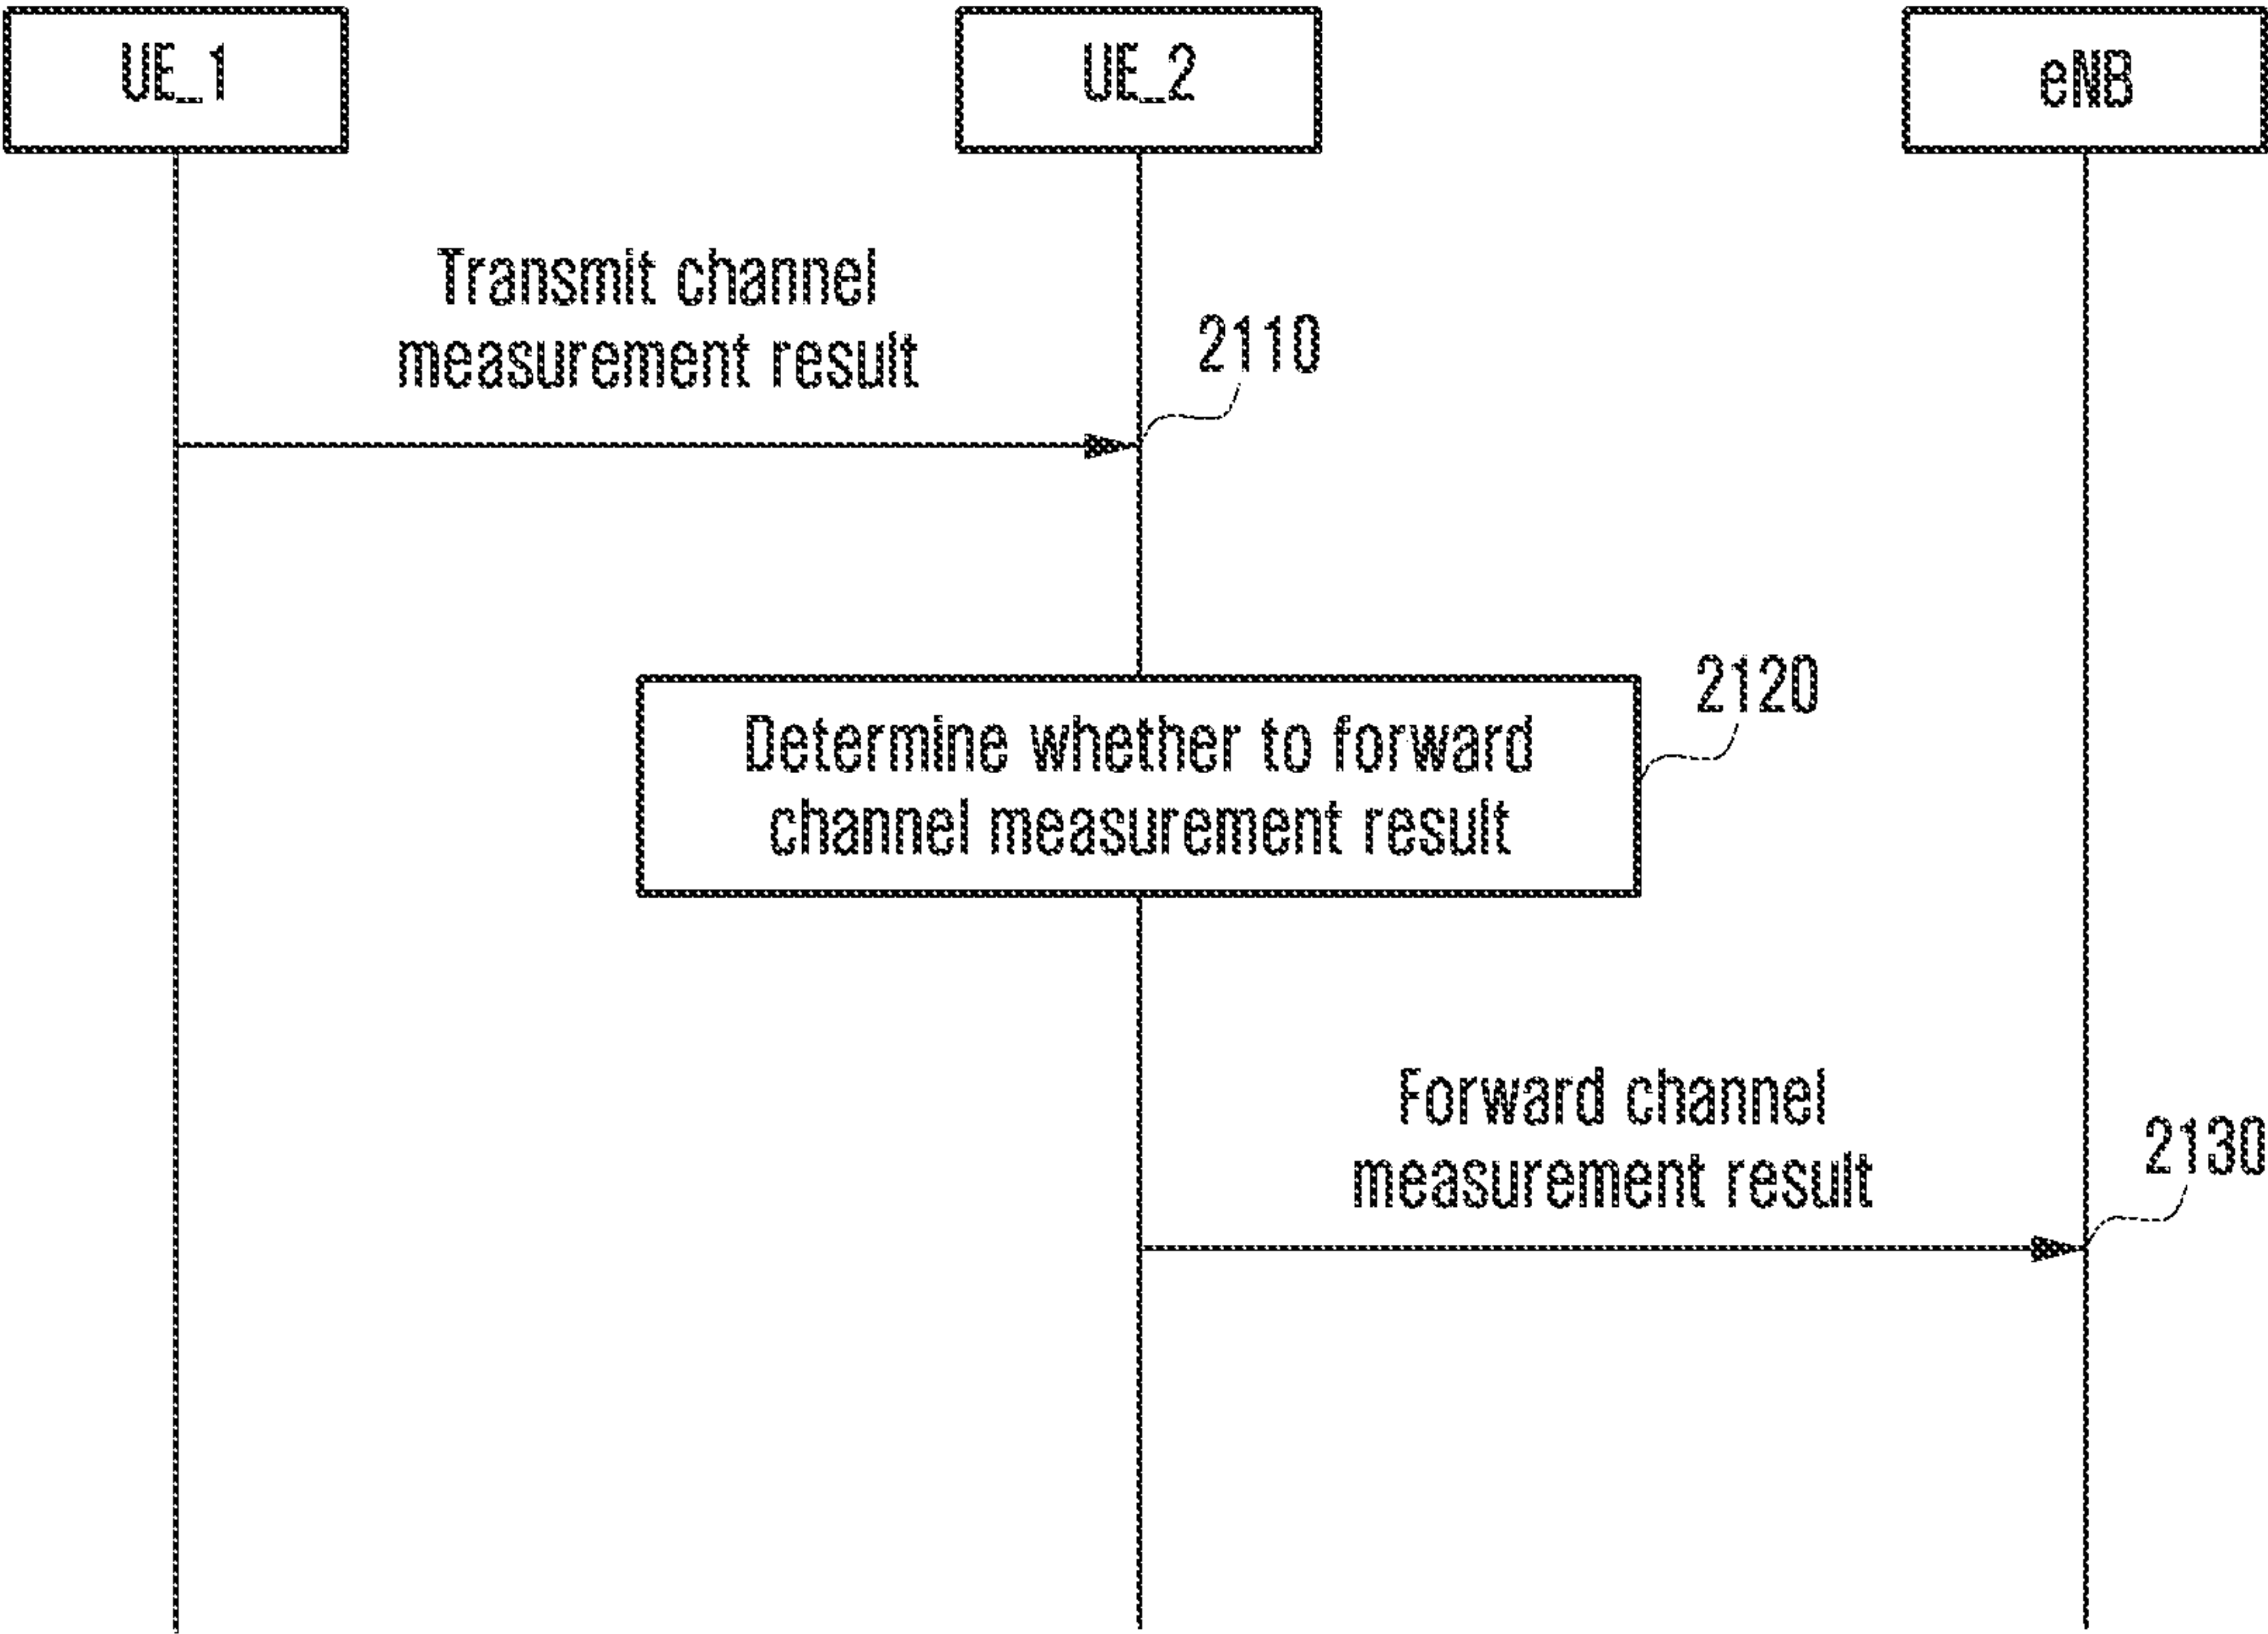 UE_1
UE_2
eNB
Transmit channel
measurement result
2110
Determine whether to forward
channel measurement result
2120
Forward channel
measurement result
2130